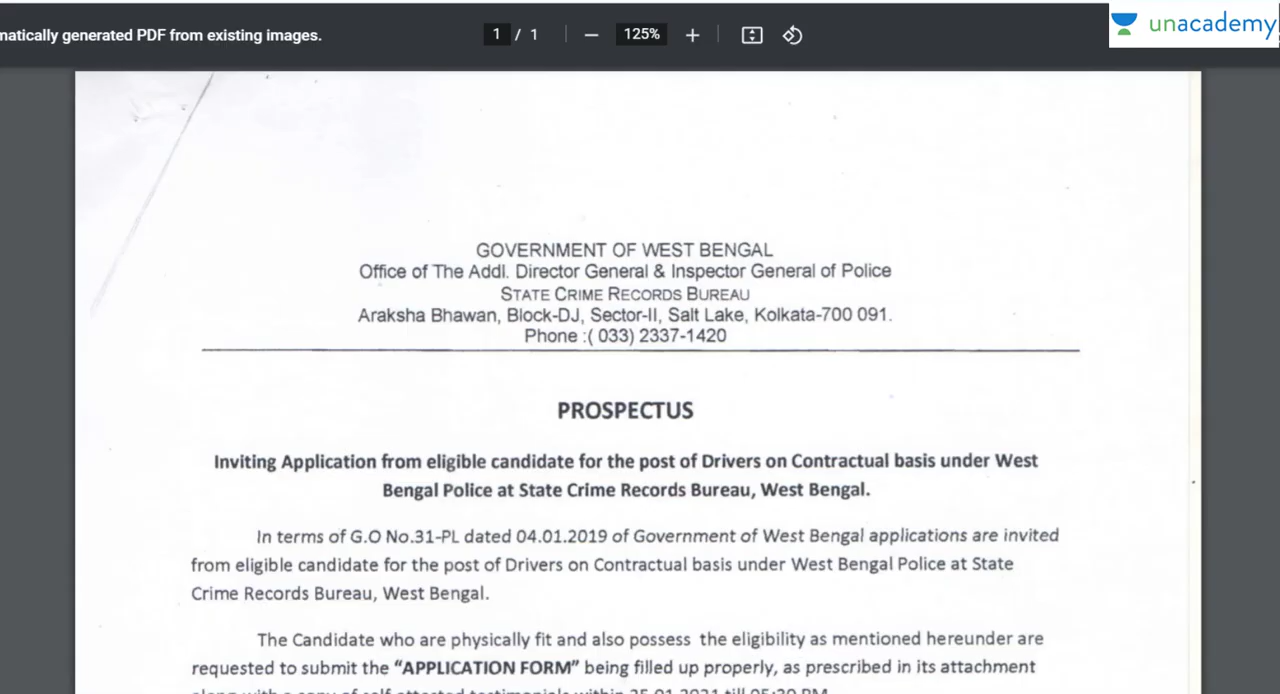 matically generated PDF from existing images.
1 / 1
125%
unacademy
GOVERNMENT OF WEST BENGAL
Office of The Addl. Director General & Inspector General of Police
STATE CRIME RECORDS BUREAU
Araksha Bhawan, Block-DJ, Sector-II, Salt Lake, Kolkata-700 091.
Phone :( 033) 2337-1420
PROSPECTUS
Inviting Application from eligible candidate for the post of Drivers on Contractual basis under West
Bengal Police at State Crime Records Bureau, West Bengal.
In terms of G.O No.31-PL dated 04.01.2019 of Government of West Bengal applications are invited
from eligible candidate for the post of Drivers on Contractual basis under West Bengal Police at State
Crime Records Bureau, West Bengal.
The Candidate who are physically fit and also possess the eligibility as mentioned hereunder are
requested to submit the “APPLICATION FORM” being filled up properly, as prescribed in its attachment